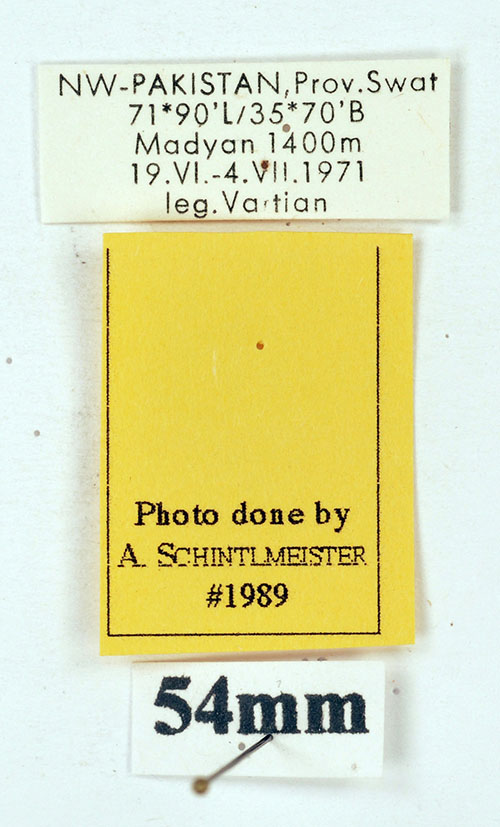 NW-PAKISTAN, Prov.Swat
71*90'L/35*70'B
Madyan 1400m
19.VI.-4.VII.1971
leg.Vartian
Photo done by
A. SCHINTLMEISTER
#1989
54mm